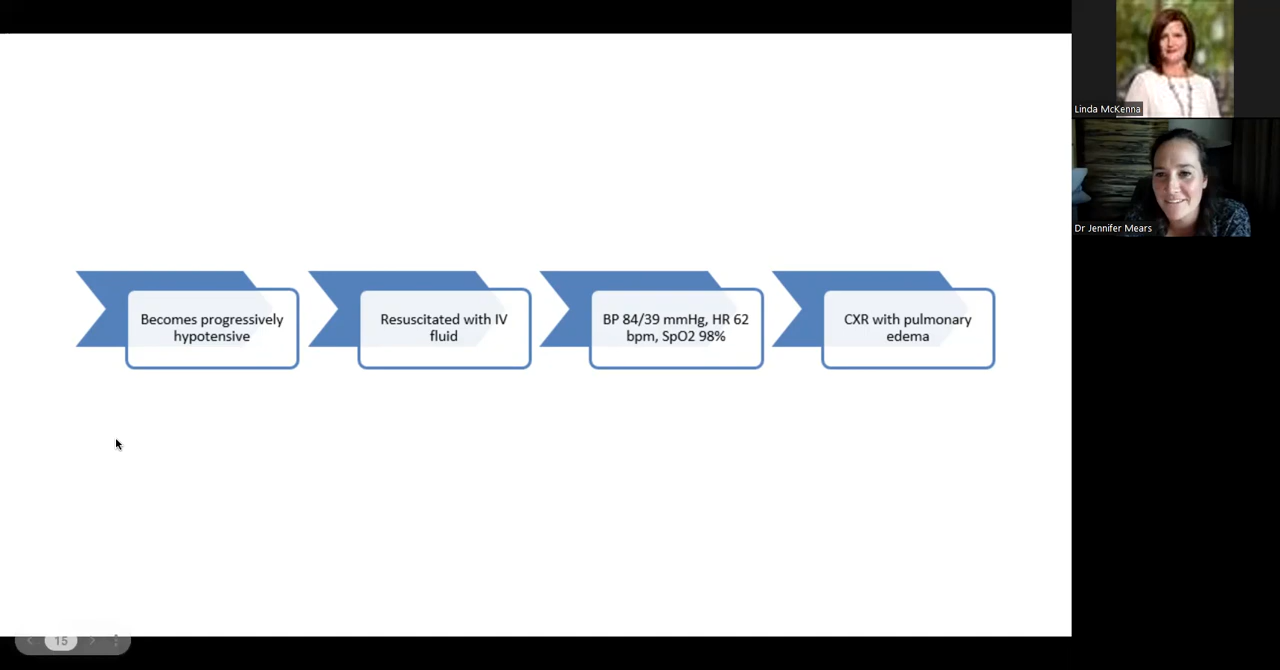 Becomes progressively
hypotensive
Resuscitated with IV
fluid
BP 84/39 mmHg, HR 62
bpm, SpO2 98%
CXR with pulmonary
edema
Linda McKenna
Dr Jennifer Mears
15